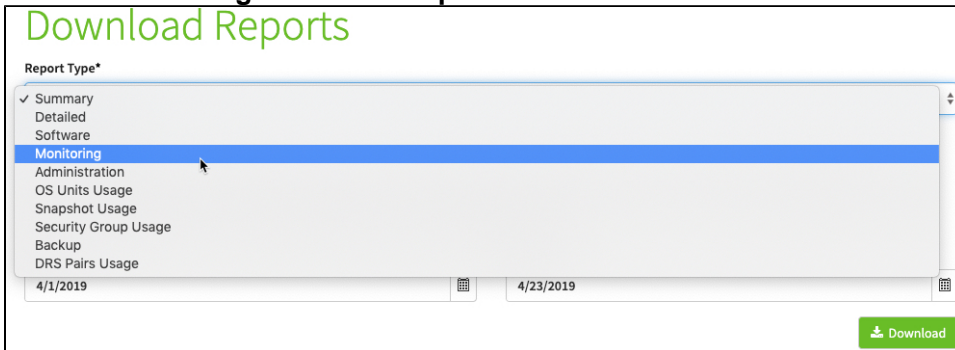 Download Reports
Report Type*
✓ Summary
Detailed
Software
Monitoring
Administration
OS Units Usage
Snapshot Usage
Security Group Usage
Backup
DRS Pairs Usage
4/1/2019 4/23/2019
Download